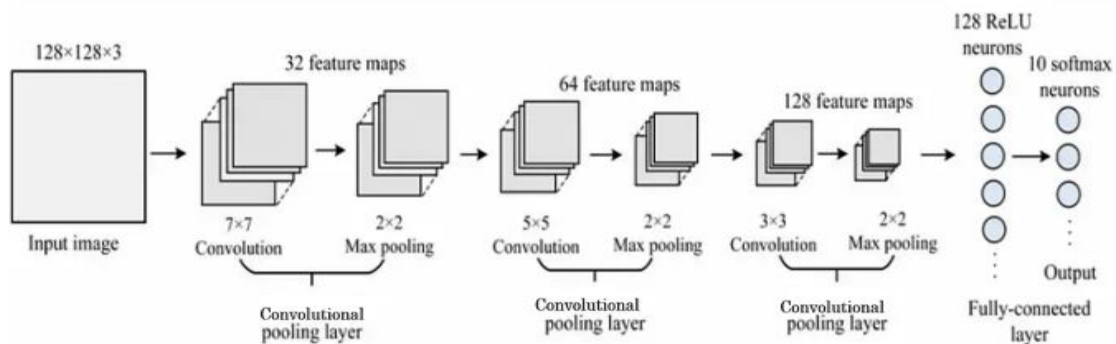 128×128×3
Input image
32 feature maps
7×7
Convolution
2×2
Max pooling
Convolutional
pooling layer
64 feature maps
5×5
Convolution
2×2
Max pooling
Convolutional
pooling layer
128 feature maps
3×3
Convolution
2×2
Max pooling
Convolutional
pooling layer
128 ReLU
neurons
Fully-connected
layer
10 softmax
neurons
Output